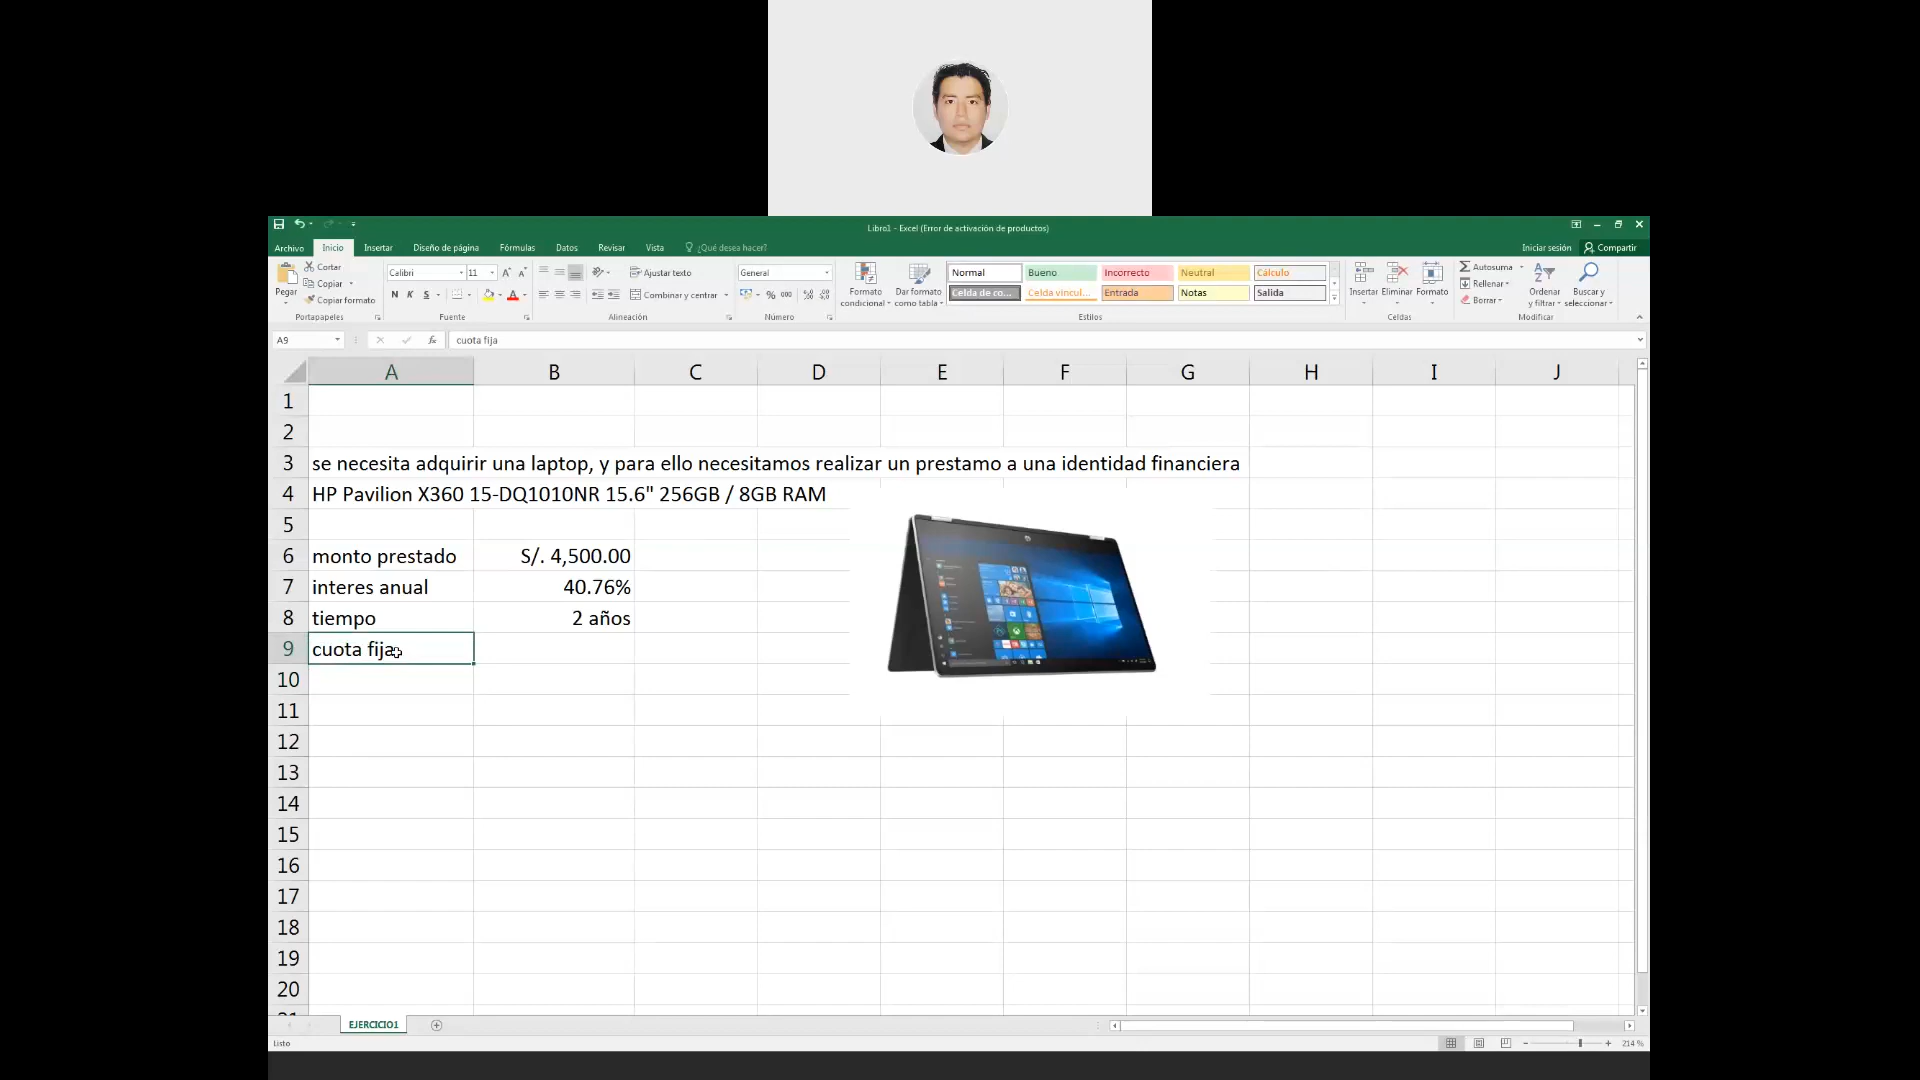 Libro1 - Excel (Error de activación de productos)
Archivo Inicio Insertar Diseño de página Fórmulas Datos Revisar Vista ¿Qué desea hacer? Iniciar sesión Compartir
Pegar Cortar Copiar Copiar formato
Portapapeles
Calibri 11
N K S
Fuente
Ajustar texto
Combinar y centrar
Alineación
General
% 000
Número
Formato condicional
Dar formato como tabla
Normal Bueno Incorrecto Neutral Cálculo
Celda de co... Celda vincul... Entrada Notas Salida
Estilos
Insertar Eliminar Formato
Celdas
Autosuma
Rellenar
Borrar
Ordenar y filtrar
Buscar y seleccionar
Modificar
A9 fx cuota fija
A B C D E F G H I J
1
2
3 se necesita adquirir una laptop, y para ello necesitamos realizar un prestamo a una identidad financiera
4 HP Pavilion X360 15-DQ1010NR 15.6" 256GB / 8GB RAM
5
6 monto prestado S/. 4,500.00
7 interes anual 40.76%
8 tiempo 2 años
9 cuota fija
10
11
12
13
14
15
16
17
18
19
20
EJERCICIO1
Listo 214 %